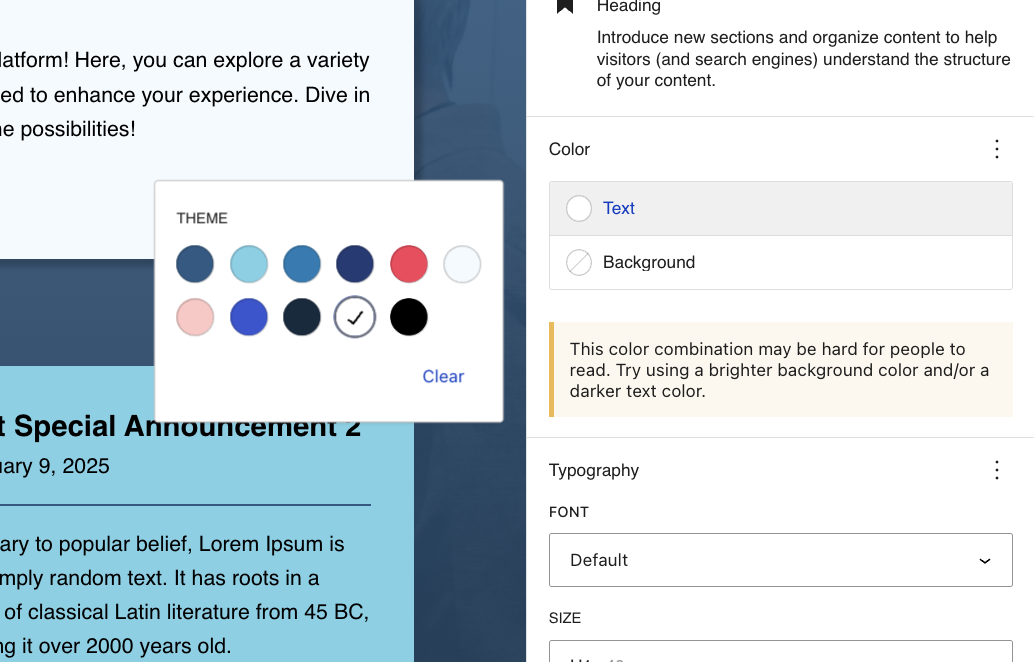 latform! Here, you can explore a variety
ed to enhance your experience. Dive in
e possibilities!
THEME
Clear
t Special Announcement 2
uary 9, 2025
ary to popular belief, Lorem Ipsum is
mply random text. It has roots in a
of classical Latin literature from 45 BC,
ng it over 2000 years old.
Heading
Introduce new sections and organize content to help
visitors (and search engines) understand the structure
of your content.
Color
Text
Background
This color combination may be hard for people to
read. Try using a brighter background color and/or a
darker text color.
Typography
FONT
Default
SIZE